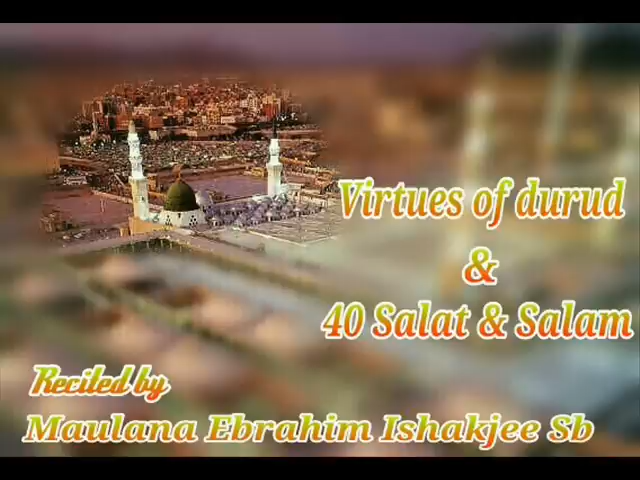 Virtues of durud
&
40 Salat & Salam
Recited by
Maulana Ebrahim Ishakjee Sb